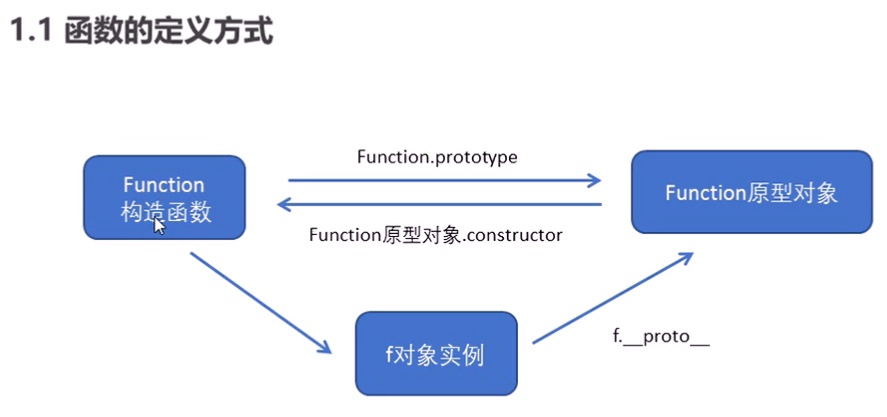 1.1 函数的定义方式
Function.prototype
Function
构造函数
Function原型对象
Function原型对象.constructor
f对象实例
f.__proto__